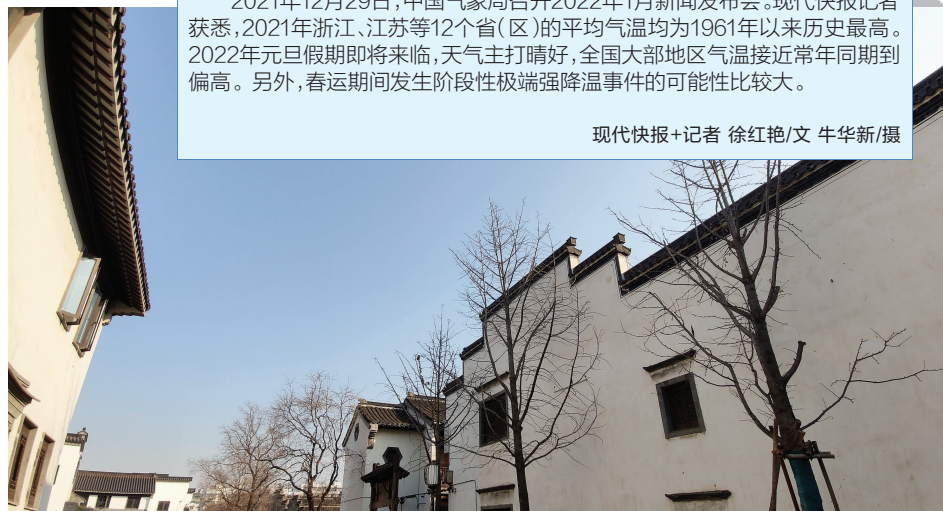 2021年12月29日,中国气象局召开2022年1月新闻发布会。现代快报记者
获悉,2021年浙江、江苏等12个省(区)的平均气温均为1961年以来历史最高。
2022年元旦假期即将来临,天气主打晴好,全国大部地区气温接近常年同期到
偏高。另外,春运期间发生阶段性极端强降温事件的可能性比较大。
现代快报+记者 徐红艳/文 牛华新/摄